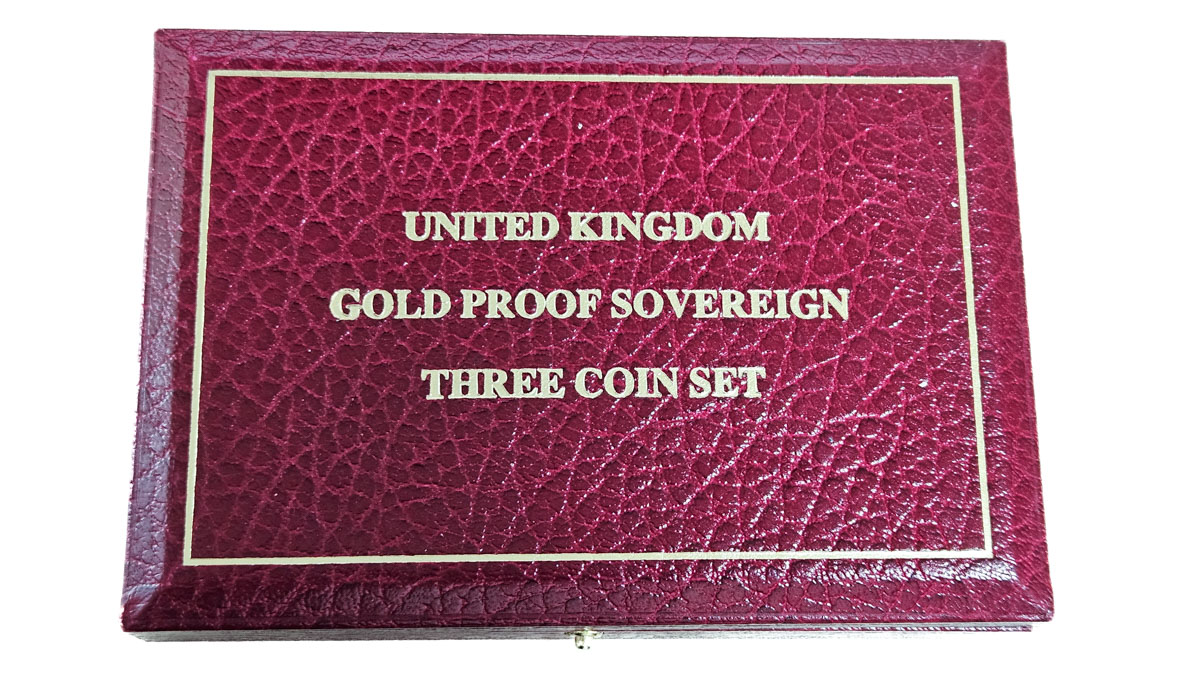 UNITED KINGDOM
GOLD PROOF SOVEREIGN
THREE COIN SET